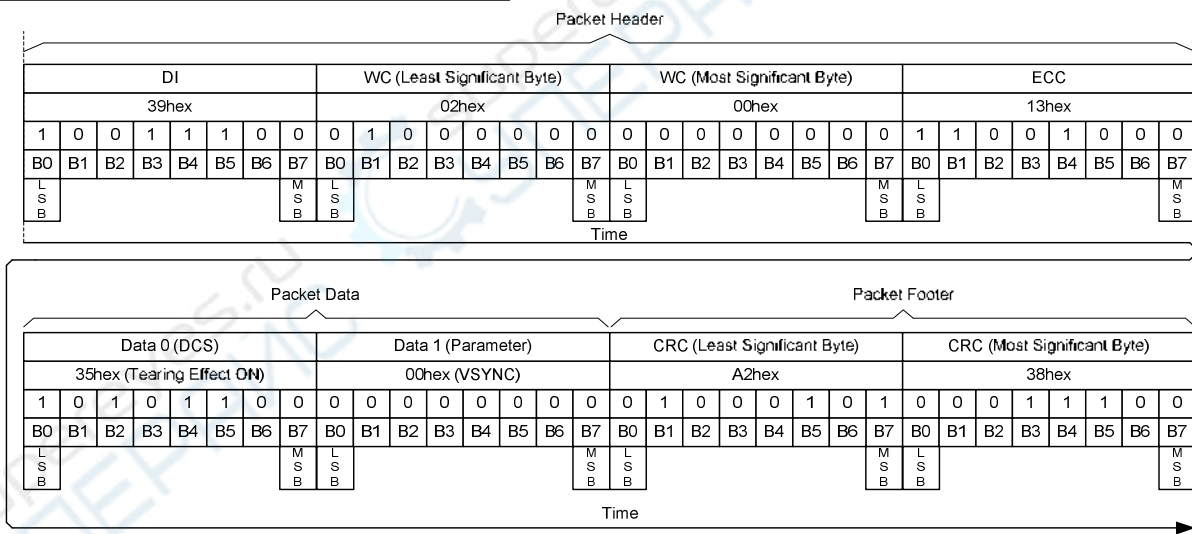 Packet Header
DI WC (Least Significant Byte) WC (Most Significant Byte) ECC
39hex 02hex 00hex 13hex
1 0 0 1 1 1 0 0 0 1 0 0 0 0 0 0 0 0 0 0 0 0 0 0 1 1 0 0 1 0 0 0
B0 B1 B2 B3 B4 B5 B6 B7 B0 B1 B2 B3 B4 B5 B6 B7 B0 B1 B2 B3 B4 B5 B6 B7 B0 B1 B2 B3 B4 B5 B6 B7
LSB MSB LSB MSB LSB MSB LSB MSB
Time
Packet Data Packet Footer
Data 0 (DCS) Data 1 (Parameter) CRC (Least Significant Byte) CRC (Most Significant Byte)
35hex (Tearing Effect ON) 00hex (VSYNC) A2hex 38hex
1 0 1 0 1 1 0 0 0 0 0 0 0 0 0 0 0 1 0 0 0 1 0 1 0 0 0 1 1 1 0 0
B0 B1 B2 B3 B4 B5 B6 B7 B0 B1 B2 B3 B4 B5 B6 B7 B0 B1 B2 B3 B4 B5 B6 B7 B0 B1 B2 B3 B4 B5 B6 B7
LSB MSB LSB MSB LSB MSB LSB MSB
Time